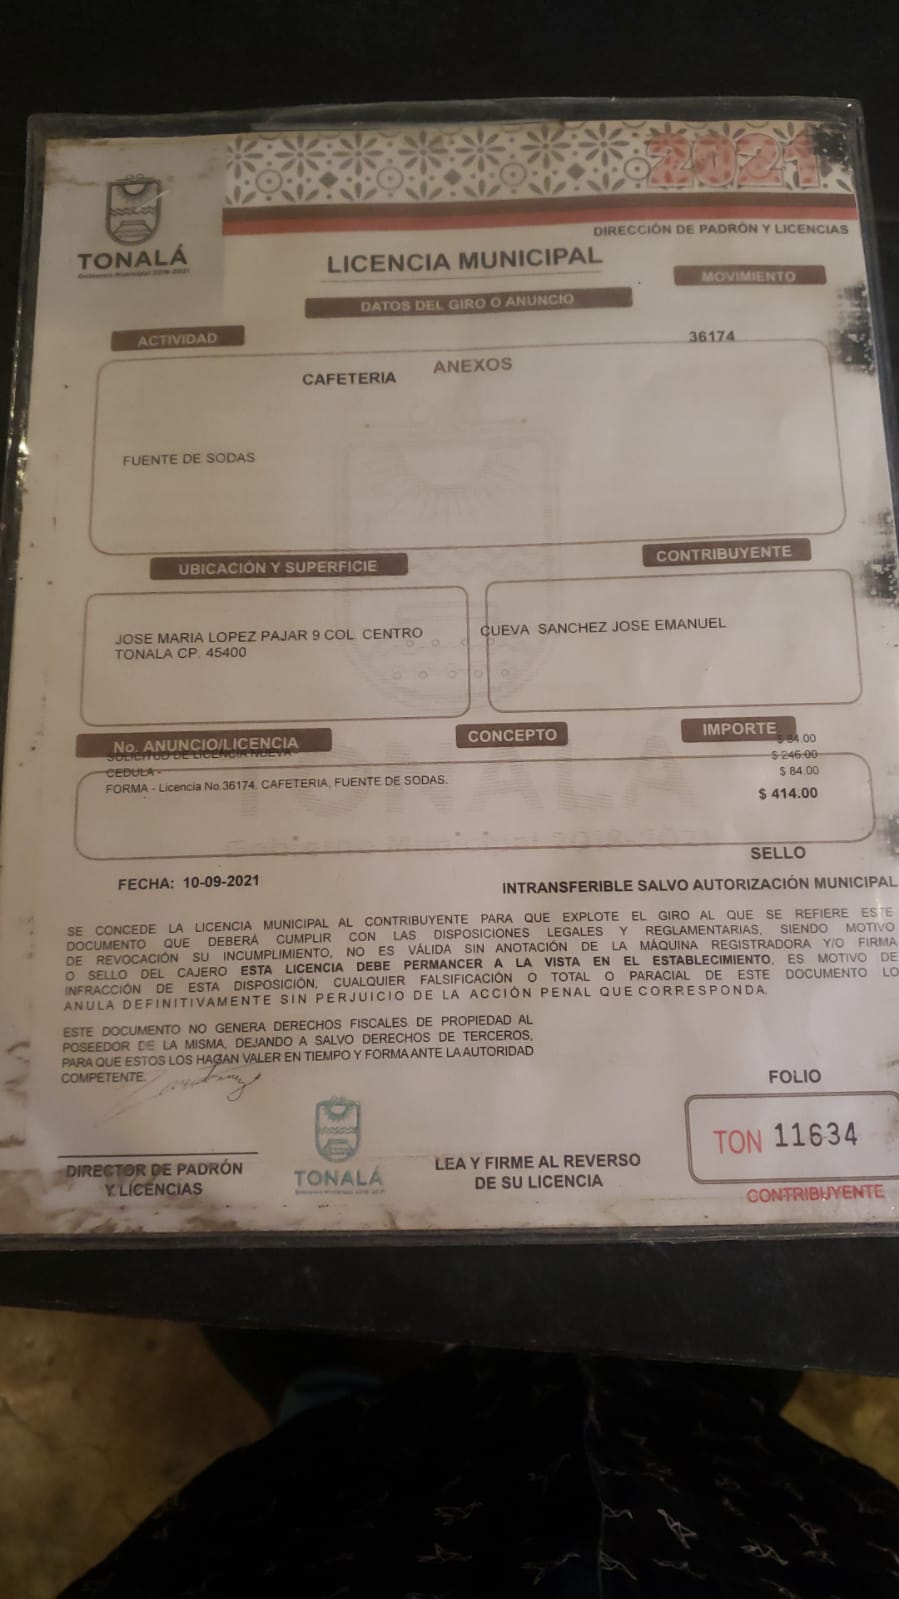 2021
DIRECCIÓN DE PADRÓN Y LICENCIAS
TONALÁ
Gobierno Municipal 2018-2021
LICENCIA MUNICIPAL
MOVIMIENTO
DATOS DEL GIRO O ANUNCIO
ACTIVIDAD
36174
ANEXOS
CAFETERIA
FUENTE DE SODAS
UBICACIÓN Y SUPERFICIE
CONTRIBUYENTE
JOSE MARIA LOPEZ PAJAR 9 COL. CENTRO
TONALA CP. 45400
CUEVA SANCHEZ JOSE EMANUEL
No. ANUNCIO/LICENCIA
CONCEPTO
IMPORTE
SOLICITUD DE LICENCIA NUEVA - $ 84.00
CEDULA - $ 246.00
FORMA - Licencia No.36174. CAFETERIA, FUENTE DE SODAS. $ 84.00
$ 414.00
SELLO
FECHA: 10-09-2021
INTRANSFERIBLE SALVO AUTORIZACIÓN MUNICIPAL
SE CONCEDE LA LICENCIA MUNICIPAL AL CONTRIBUYENTE PARA QUE EXPLOTE EL GIRO AL QUE SE REFIERE ESTE
DOCUMENTO QUE DEBERÁ CUMPLIR CON LAS DISPOSICIONES LEGALES Y REGLAMENTARIAS, SIENDO MOTIVO
DE REVOCACIÓN SU INCUMPLIMIENTO, NO ES VÁLIDA SIN ANOTACIÓN DE LA MÁQUINA REGISTRADORA Y/O FIRMA
O SELLO DEL CAJERO ESTA LICENCIA DEBE PERMANCER A LA VISTA EN EL ESTABLECIMIENTO, ES MOTIVO DE
INFRACCIÓN DE ESTA DISPOSICIÓN, CUALQUIER FALSIFICACIÓN O TOTAL O PARACIAL DE ESTE DOCUMENTO LO
ANULA DEFINITIVAMENTE SIN PERJUICIO DE LA ACCIÓN PENAL QUE CORRESPONDA.
ESTE DOCUMENTO NO GENERA DERECHOS FISCALES DE PROPIEDAD AL
POSEEDOR DE LA MISMA, DEJANDO A SALVO DERECHOS DE TERCEROS,
PARA QUE ESTOS LOS HAGAN VALER EN TIEMPO Y FORMA ANTE LA AUTORIDAD
COMPETENTE.
FOLIO
TON 11634
CONTRIBUYENTE
DIRECTOR DE PADRÓN
Y LICENCIAS
TONALÁ
LEA Y FIRME AL REVERSO
DE SU LICENCIA